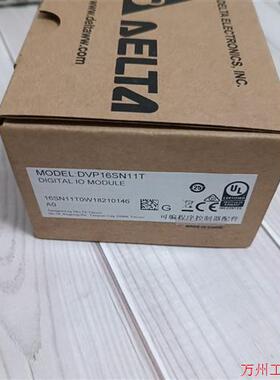 DELTA ELECTRONICS, INC.
www.deltaww.com
DELTA
MODEL:DVP16SN11T
DIGITAL IO MODULE
16SN11T0W18210146
A0
G
UL
可编程序控制器配件
万州工